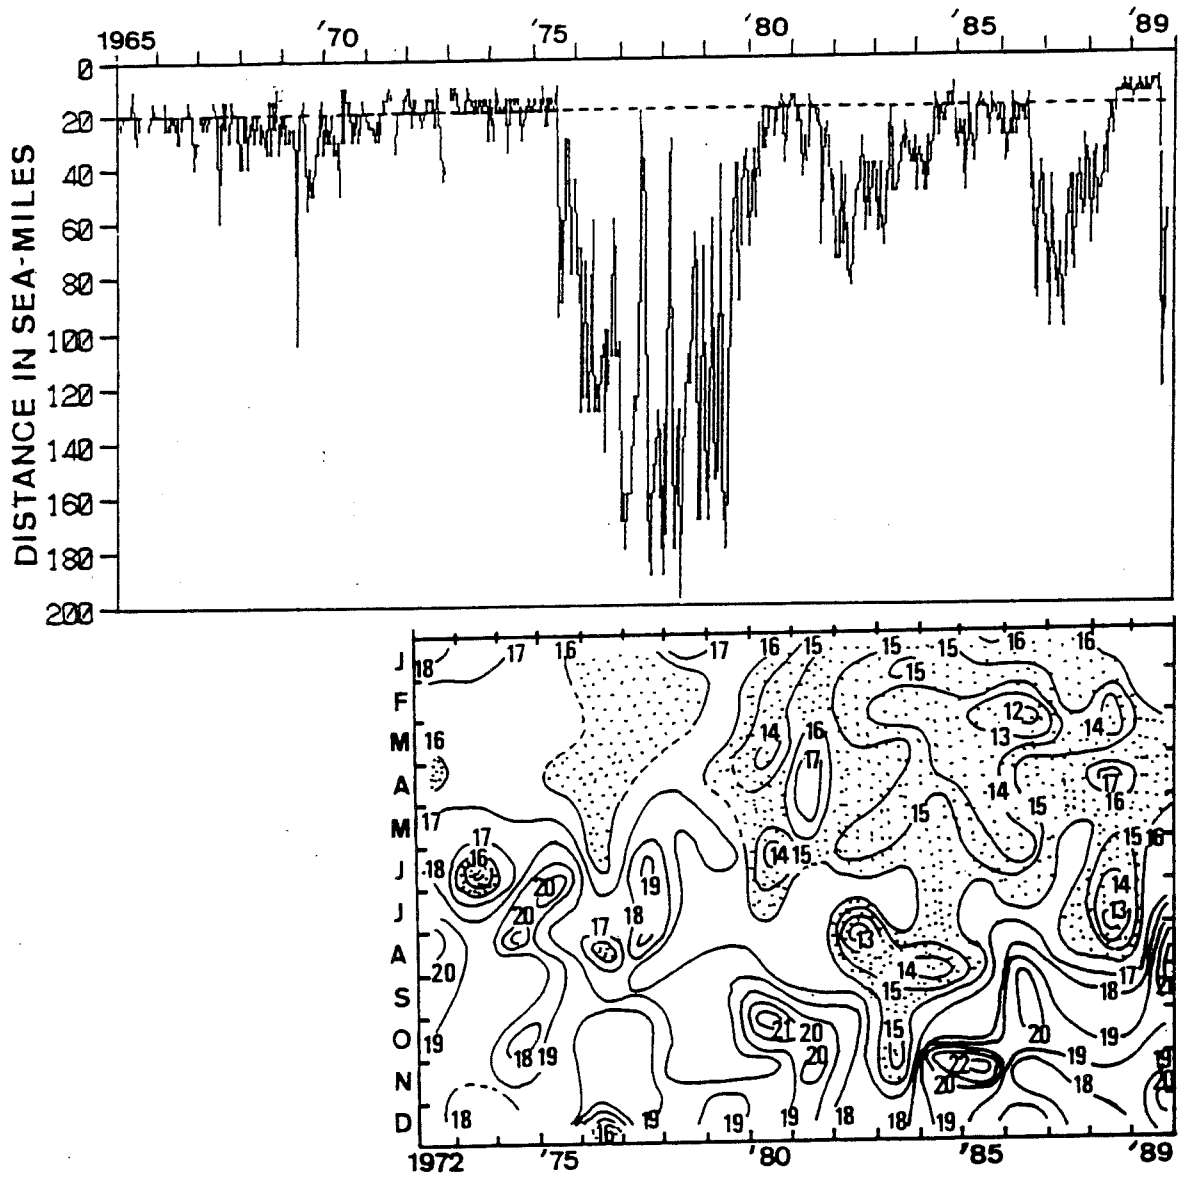 1965 '70 '75 '80 '85 '89
DISTANCE IN SEA-MILES
0
20
40
60
80
100
120
140
160
180
200
J 18 17 16 17 16 15 15 15 16 16
15
F
12
14 16 14
M 16 13
17 17
A 14 16
15 15
M 17 15 16
17 14 15
16
J 18 20 19 14
20 18 13
J 17
13
A 20 14 17
18
S 15
21 20 15 20 19
O 19
18 19 20 22 19 19
N 20 18 20
18 19 19 19 18 18 19
D 16
1972 '75 '80 '85 '89